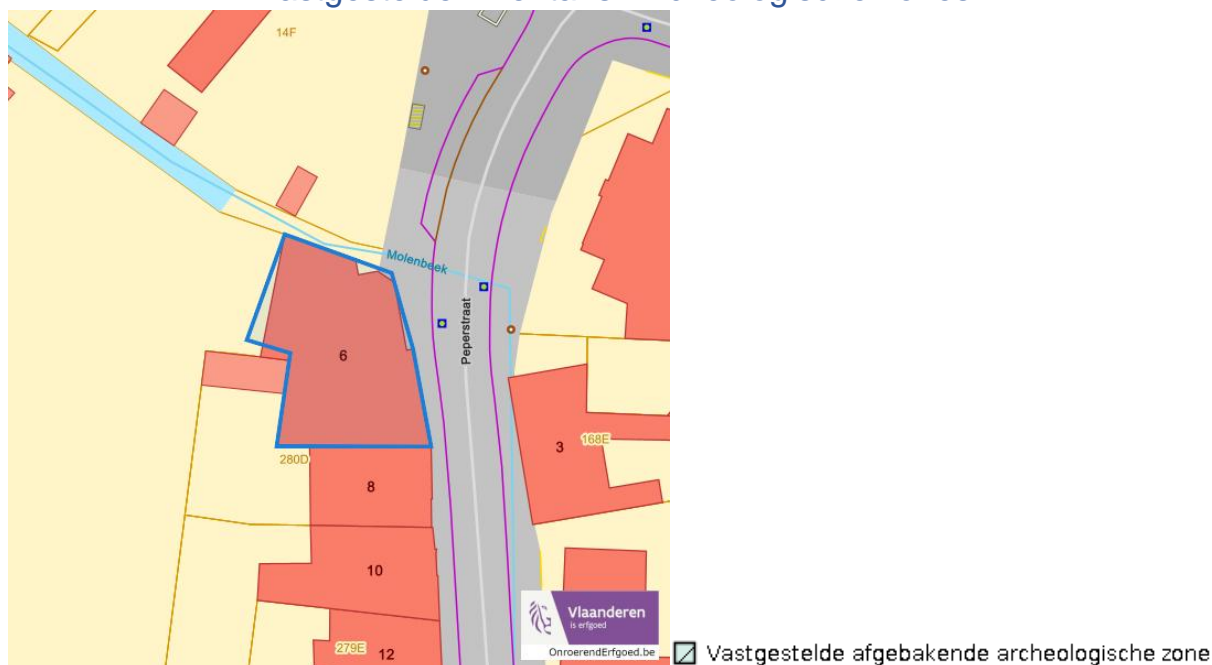 14F
Molenbeek
Peperstraat
6
3
168E
280D
8
10
279E
12
Vlaanderen
is erfgoed
OnroerendErfgoed.be
Vastgestelde afgebakende archeologische zone